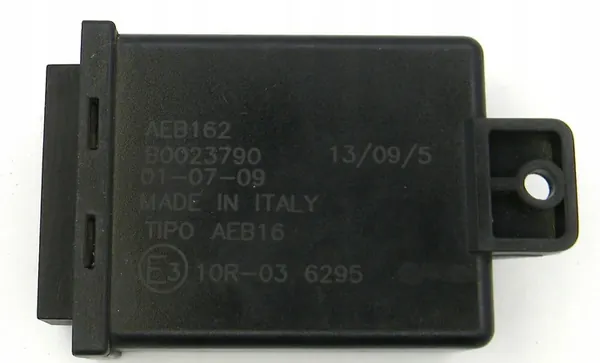 AEB162
B0023790 13/09/5
01-07-09
MADE IN ITALY
TIPO AEB16
E3 10R-03 6295